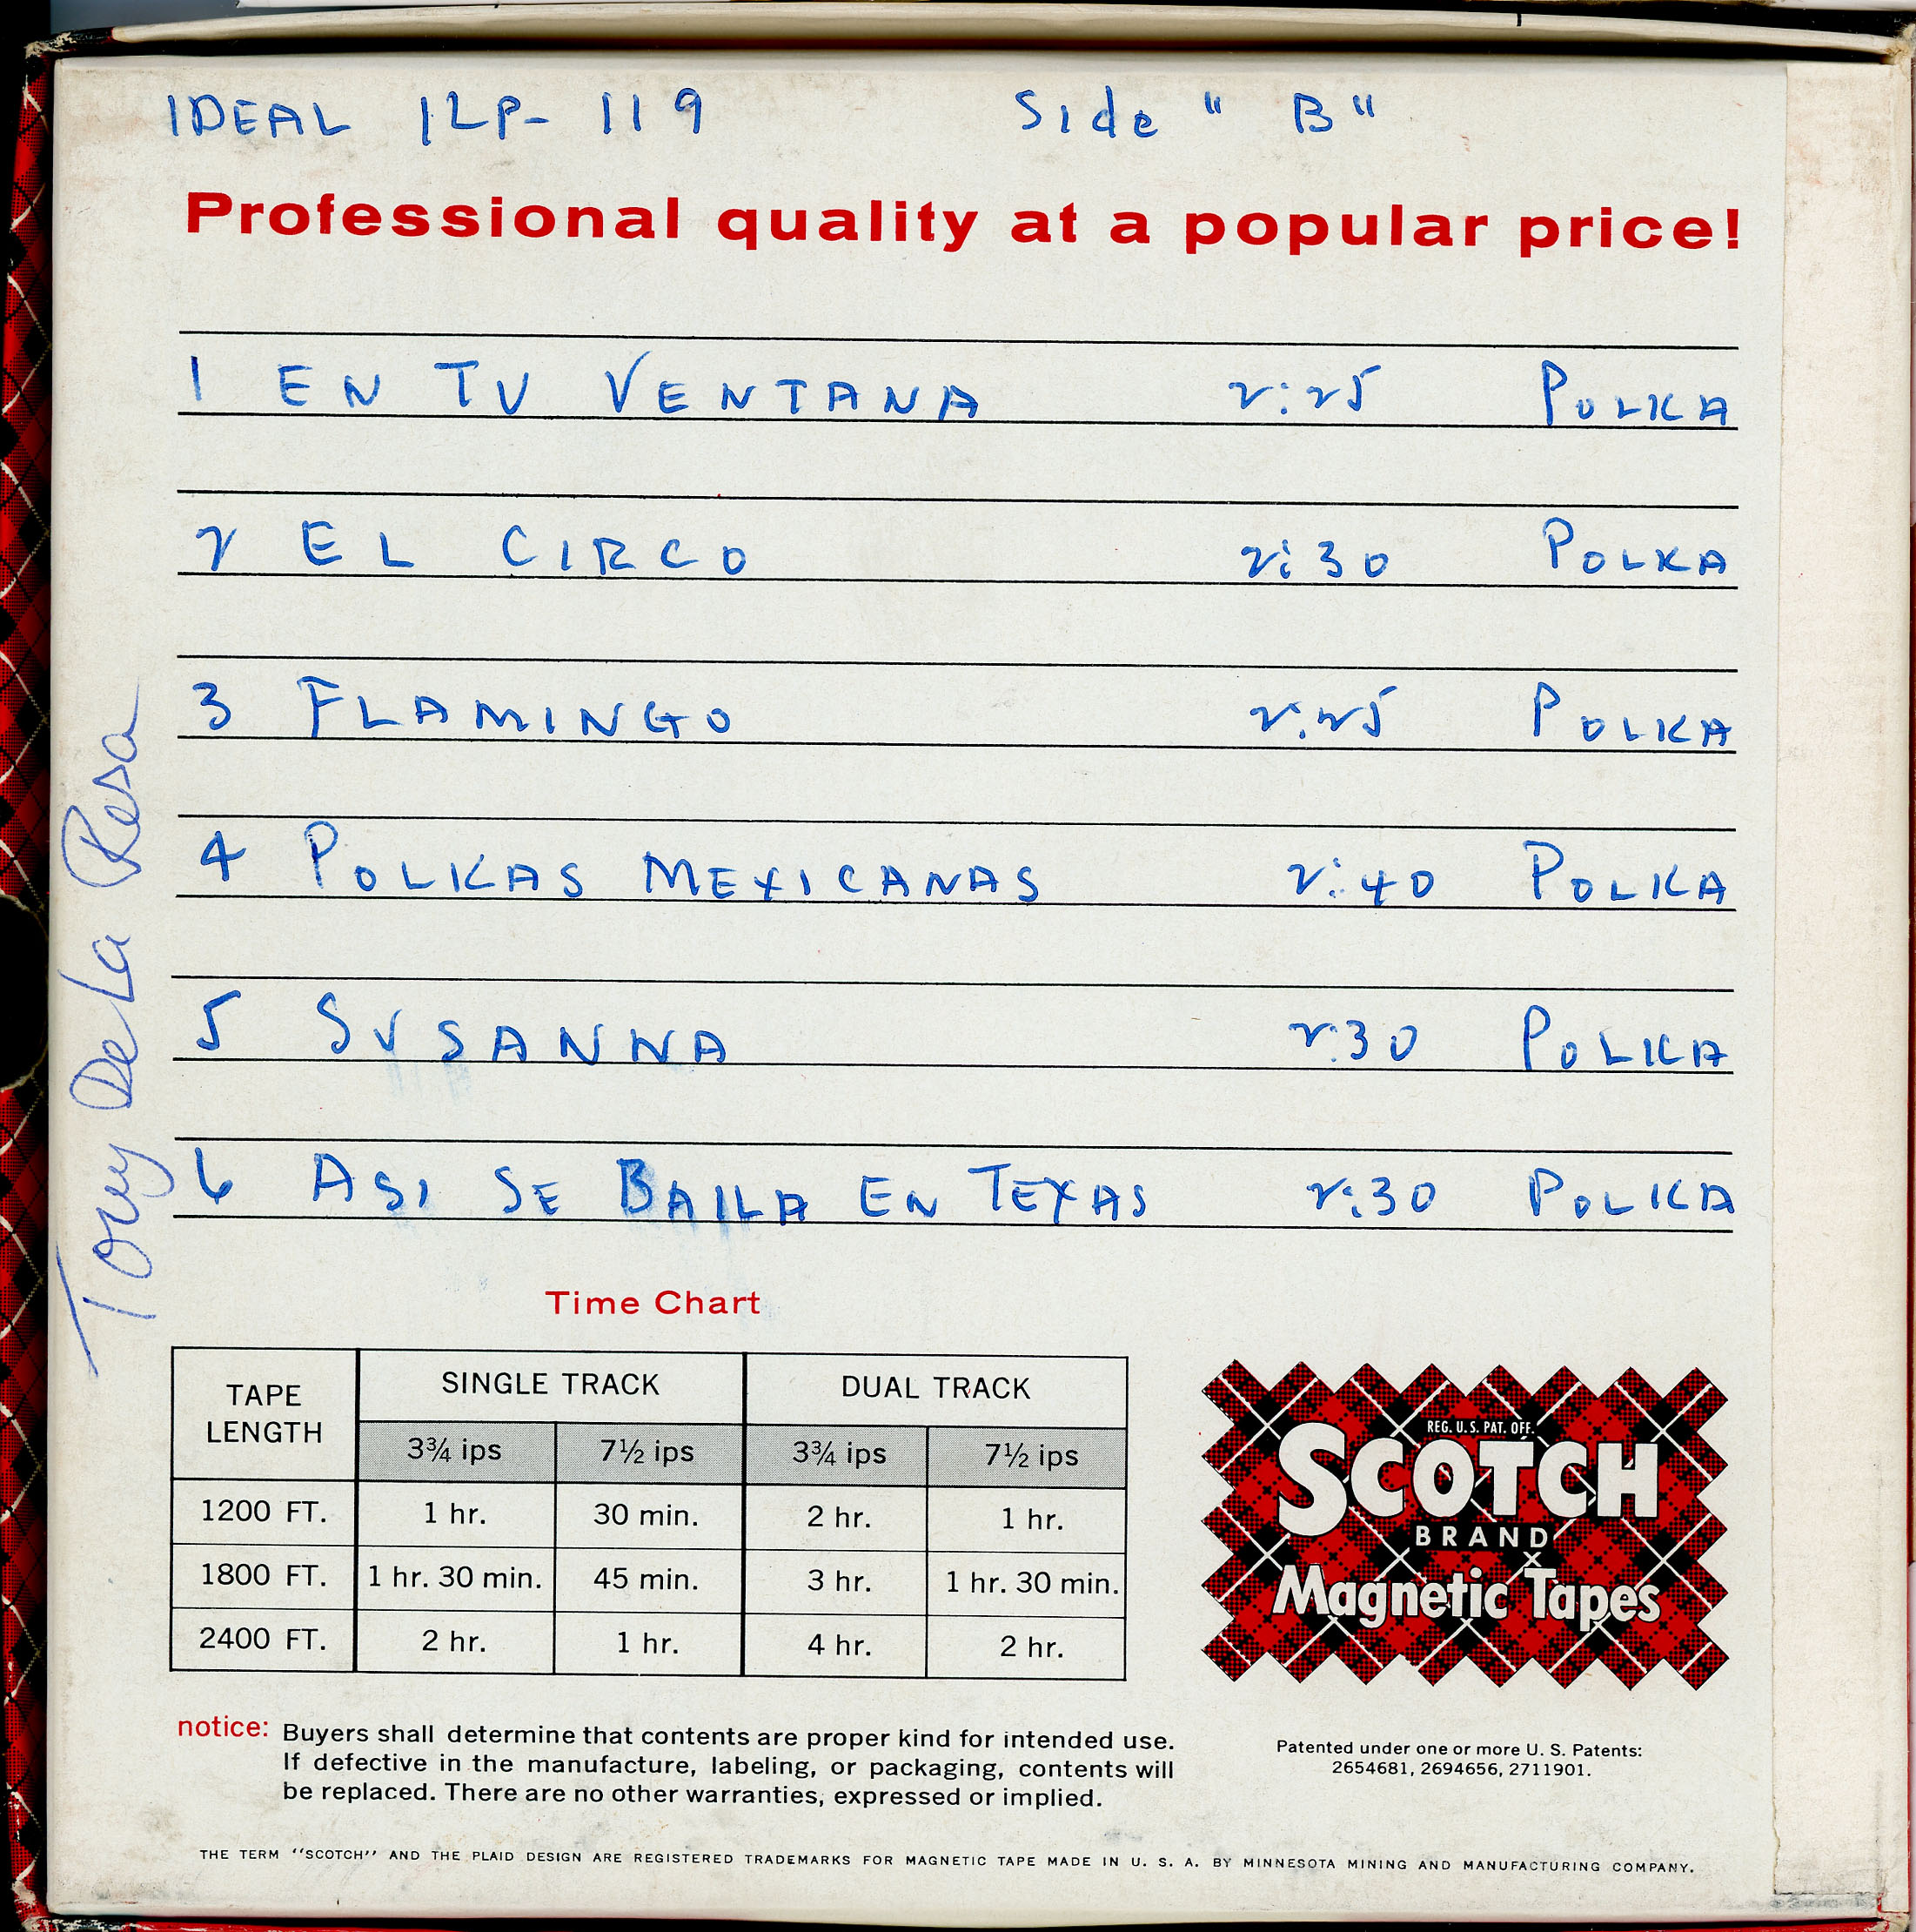 IDEAL ILP- 119 Side " B"
Professional quality at a popular price!
1 EN TU VENTANA 2:25 POLKA
2 EL CIRCO 2:30 POLKA
3 FLAMINGO 2:25 POLKA
4 POLKAS MEXICANAS 2:40 POLKA
5 SUSANNA 2:30 POLKA
6 ASI SE BAILA EN TEXAS 2:30 POLKA
Tony De La Rosa
Time Chart
TAPE LENGTH SINGLE TRACK DUAL TRACK
3¾ ips 7½ ips 3¾ ips 7½ ips
1200 FT. 1 hr. 30 min. 2 hr. 1 hr.
1800 FT. 1 hr. 30 min. 45 min. 3 hr. 1 hr. 30 min.
2400 FT. 2 hr. 1 hr. 4 hr. 2 hr.
REG. U. S. PAT. OFF.
SCOTCH
BRAND
Magnetic Tapes
notice: Buyers shall determine that contents are proper kind for intended use.
If defective in the manufacture, labeling, or packaging, contents will
be replaced. There are no other warranties, expressed or implied.
Patented under one or more U. S. Patents:
2654681, 2694656, 2711901.
THE TERM "SCOTCH" AND THE PLAID DESIGN ARE REGISTERED TRADEMARKS FOR MAGNETIC TAPE MADE IN U. S. A. BY MINNESOTA MINING AND MANUFACTURING COMPANY.